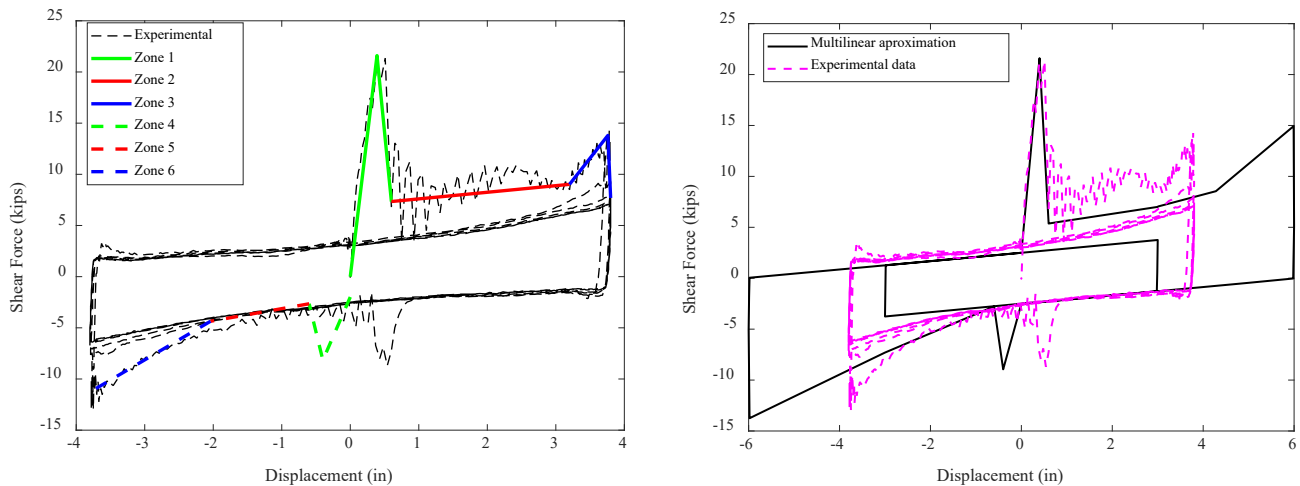 25
20
15
10
5
0
-5
-10
-15
Shear Force (kips)
Experimental
Zone 1
Zone 2
Zone 3
Zone 4
Zone 5
Zone 6
-4 -3 -2 -1 0 1 2 3 4
Displacement (in)
25
20
15
10
5
0
-5
-10
-15
Shear Force (kips)
Multilinear aproximation
Experimental data
-6 -4 -2 0 2 4 6
Displacement (in)